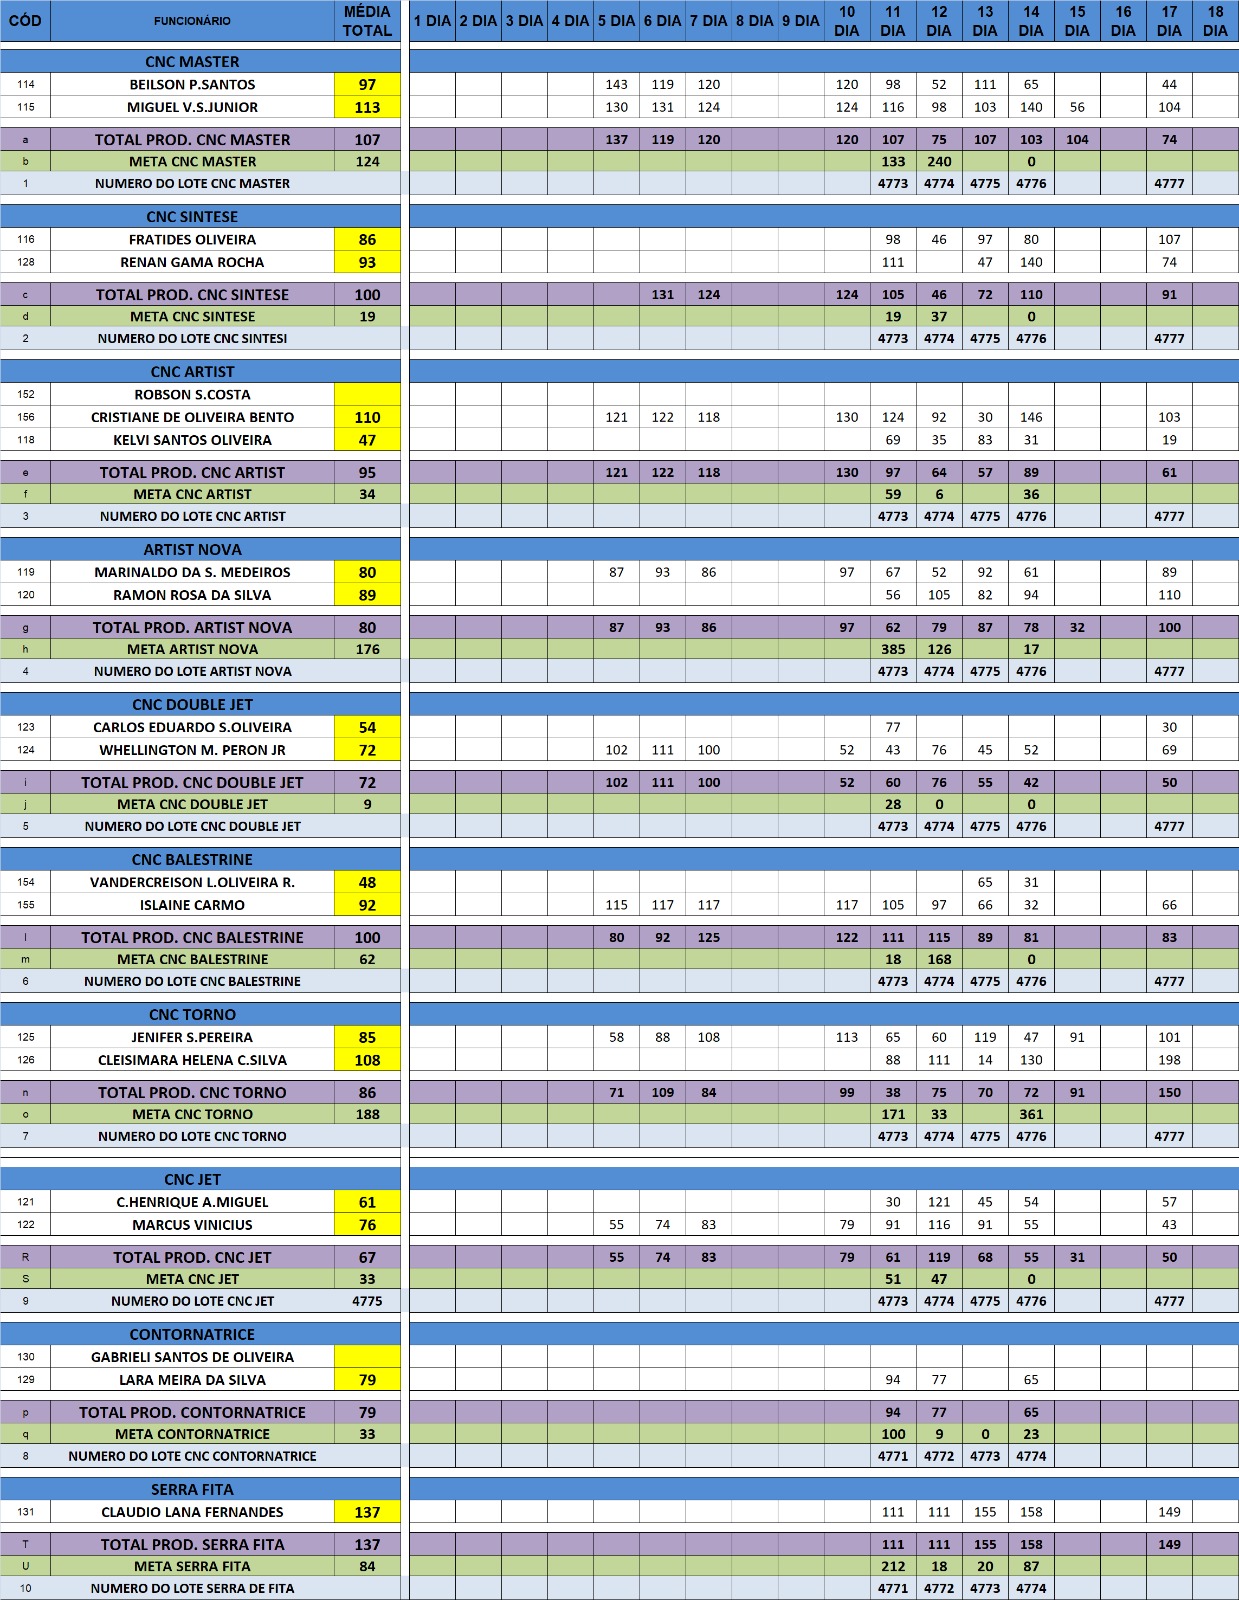 CÓD FUNCIONÁRIO MÉDIA TOTAL 1 DIA 2 DIA 3 DIA 4 DIA 5 DIA 6 DIA 7 DIA 8 DIA 9 DIA 10 DIA 11 DIA 12 DIA 13 DIA 14 DIA 15 DIA 16 DIA 17 DIA 18 DIA
CNC MASTER
114 BEILSON P.SANTOS 97 143 119 120 120 98 52 111 65 44
115 MIGUEL V.S.JUNIOR 113 130 131 124 124 116 98 103 140 56 104
a TOTAL PROD. CNC MASTER 107 137 119 120 120 107 75 107 103 104 74
b META CNC MASTER 124 133 240 0
1 NUMERO DO LOTE CNC MASTER 4773 4774 4775 4776 4777
CNC SINTESE
116 FRATIDES OLIVEIRA 86 98 46 97 80 107
128 RENAN GAMA ROCHA 93 111 47 140 74
c TOTAL PROD. CNC SINTESE 100 131 124 124 105 46 72 110 91
d META CNC SINTESE 19 19 37 0
2 NUMERO DO LOTE CNC SINTESI 4773 4774 4775 4776 4777
CNC ARTIST
152 ROBSON S.COSTA
156 CRISTIANE DE OLIVEIRA BENTO 110 121 122 118 130 124 92 30 146 103
118 KELVI SANTOS OLIVEIRA 47 69 35 83 31 19
e TOTAL PROD. CNC ARTIST 95 121 122 118 130 97 64 57 89 61
f META CNC ARTIST 34 59 6 36
3 NUMERO DO LOTE CNC ARTIST 4773 4774 4775 4776 4777
ARTIST NOVA
119 MARINALDO DA S. MEDEIROS 80 87 93 86 97 67 52 92 61 89
120 RAMON ROSA DA SILVA 89 56 105 82 94 110
g TOTAL PROD. ARTIST NOVA 80 87 93 86 97 62 79 87 78 32 100
h META ARTIST NOVA 176 385 126 17
4 NUMERO DO LOTE ARTIST NOVA 4773 4774 4775 4776 4777
CNC DOUBLE JET
123 CARLOS EDUARDO S.OLIVEIRA 54 77 30
124 WHELLINGTON M. PERON JR 72 102 111 100 52 43 76 45 52 69
i TOTAL PROD. CNC DOUBLE JET 72 102 111 100 52 60 76 55 42 50
j META CNC DOUBLE JET 9 28 0 0
5 NUMERO DO LOTE CNC DOUBLE JET 4773 4774 4775 4776 4777
CNC BALESTRINE
154 VANDERCREISON L.OLIVEIRA R. 48 65 31
155 ISLAINE CARMO 92 115 117 117 117 105 97 66 32 66
l TOTAL PROD. CNC BALESTRINE 100 80 92 125 122 111 115 89 81 83
m META CNC BALESTRINE 62 18 168 0
6 NUMERO DO LOTE CNC BALESTRINE 4773 4774 4775 4776 4777
CNC TORNO
125 JENIFER S.PEREIRA 85 58 88 108 113 65 60 119 47 91 101
126 CLEISIMARA HELENA C.SILVA 108 88 111 14 130 198
n TOTAL PROD. CNC TORNO 86 71 109 84 99 38 75 70 72 91 150
o META CNC TORNO 188 171 33 361
7 NUMERO DO LOTE CNC TORNO 4773 4774 4775 4776 4777
CNC JET
121 C.HENRIQUE A.MIGUEL 61 30 121 45 54 57
122 MARCUS VINICIUS 76 55 74 83 79 91 116 91 55 43
R TOTAL PROD. CNC JET 67 55 74 83 79 61 119 68 55 31 50
S META CNC JET 33 51 47 0
9 NUMERO DO LOTE CNC JET 4775 4773 4774 4775 4776 4777
CONTORNATRICE
130 GABRIELI SANTOS DE OLIVEIRA
129 LARA MEIRA DA SILVA 79 94 77 65
p TOTAL PROD. CONTORNATRICE 79 94 77 65
q META CONTORNATRICE 33 100 9 0 23
8 NUMERO DO LOTE CNC CONTORNATRICE 4771 4772 4773 4774
SERRA FITA
131 CLAUDIO LANA FERNANDES 137 111 111 155 158 149
T TOTAL PROD. SERRA FITA 137 111 111 155 158 149
U META SERRA FITA 84 212 18 20 87
10 NUMERO DO LOTE SERRA DE FITA 4771 4772 4773 4774